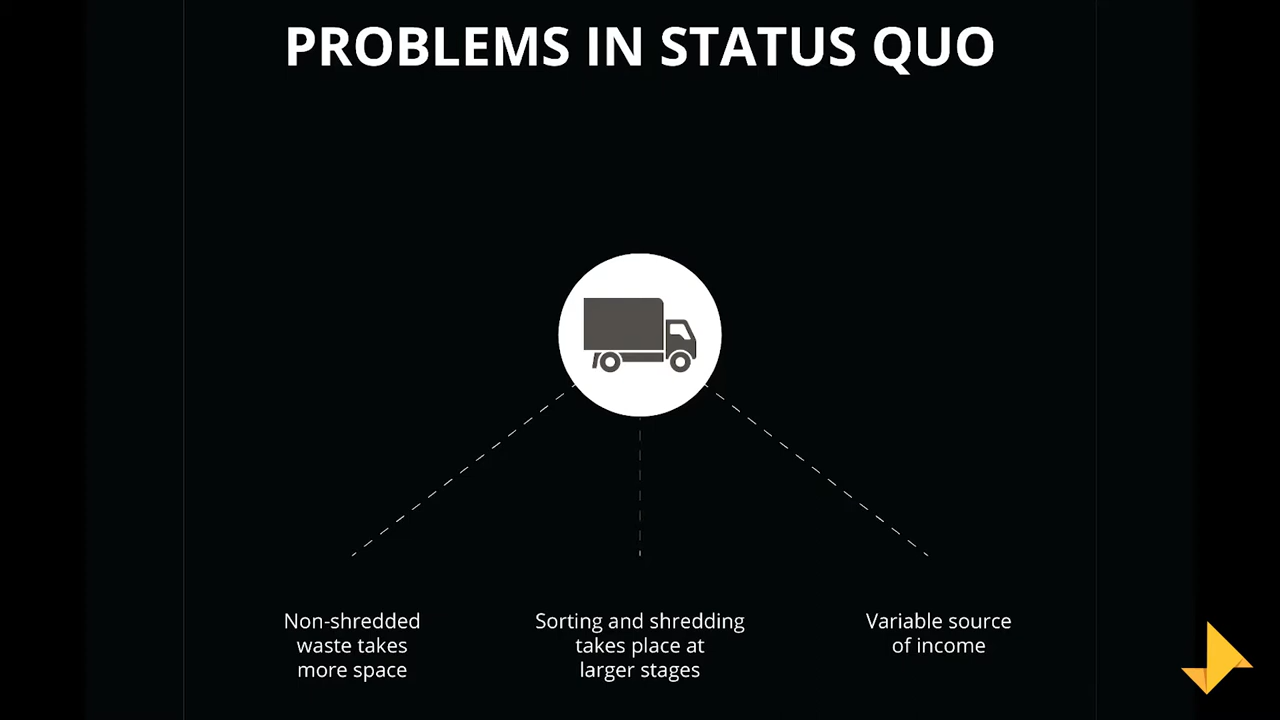 PROBLEMS IN STATUS QUO
Non-shredded
waste takes
more space
Sorting and shredding
takes place at
larger stages
Variable source
of income